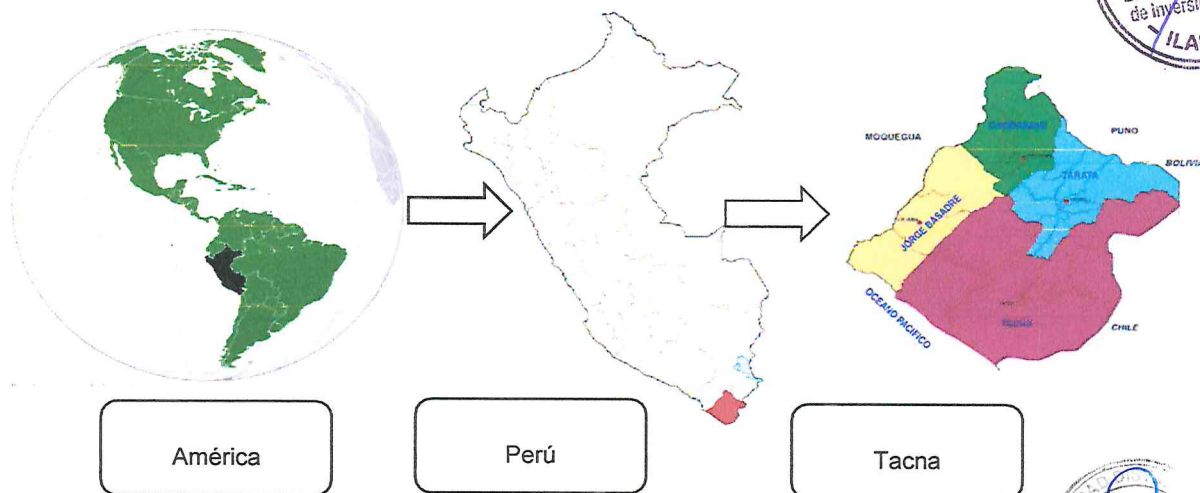 de inversi
ILA
MOQUEGUA
PUNO
BOLIVIA
TARATA
JORGE BASADRE
OCEANO PACIFICO
TACNA
CHILE
América
Perú
Tacna